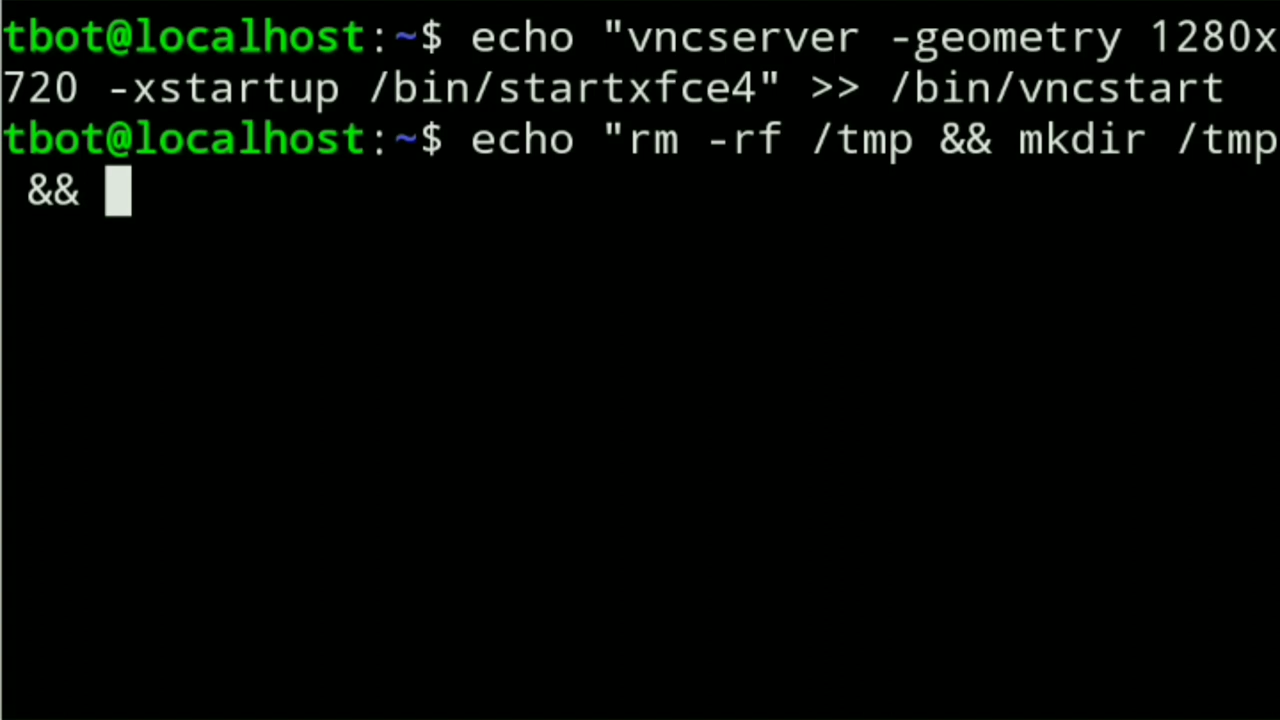 tbot@localhost:~$ echo "vncserver -geometry 1280x
720 -xstartup /bin/startxfce4" >> /bin/vncstart
tbot@localhost:~$ echo "rm -rf /tmp && mkdir /tmp
 &&